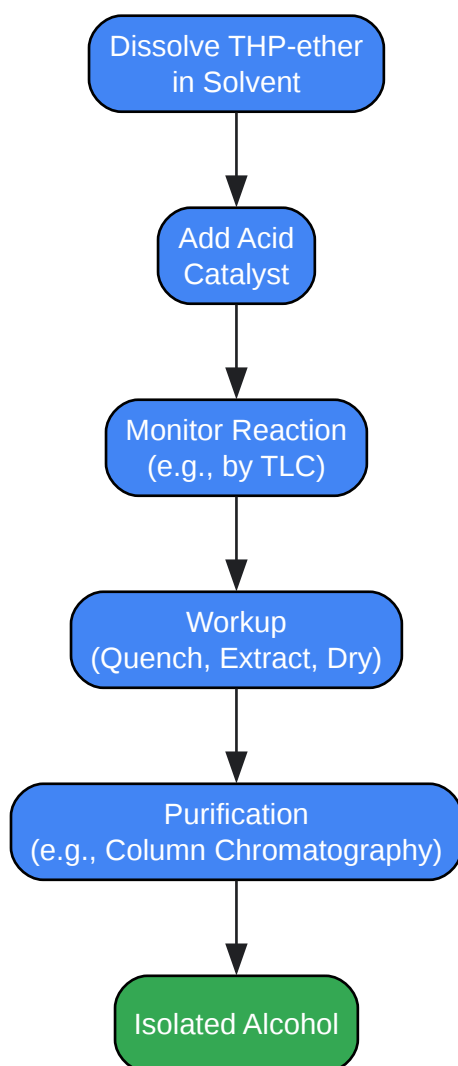 Dissolve THP-ether
in Solvent
Add Acid
Catalyst
Monitor Reaction
(e.g., by TLC)
Workup
(Quench, Extract, Dry)
Purification
(e.g., Column Chromatography)
Isolated Alcohol